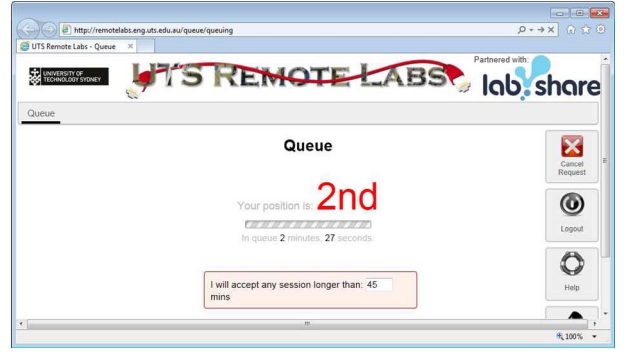 http://remotelabs.eng.uts.edu.au/queue/queuing
UTS Remote Labs - Queue
UNIVERSITY OF
TECHNOLOGY SYDNEY
UTS REMOTE LABS
Partnered with:
labshare
Queue
Queue
Cancel
Request
Your position is: 2nd
In queue 2 minutes, 27 seconds.
Logout
I will accept any session longer than: 45
mins
Help
100%